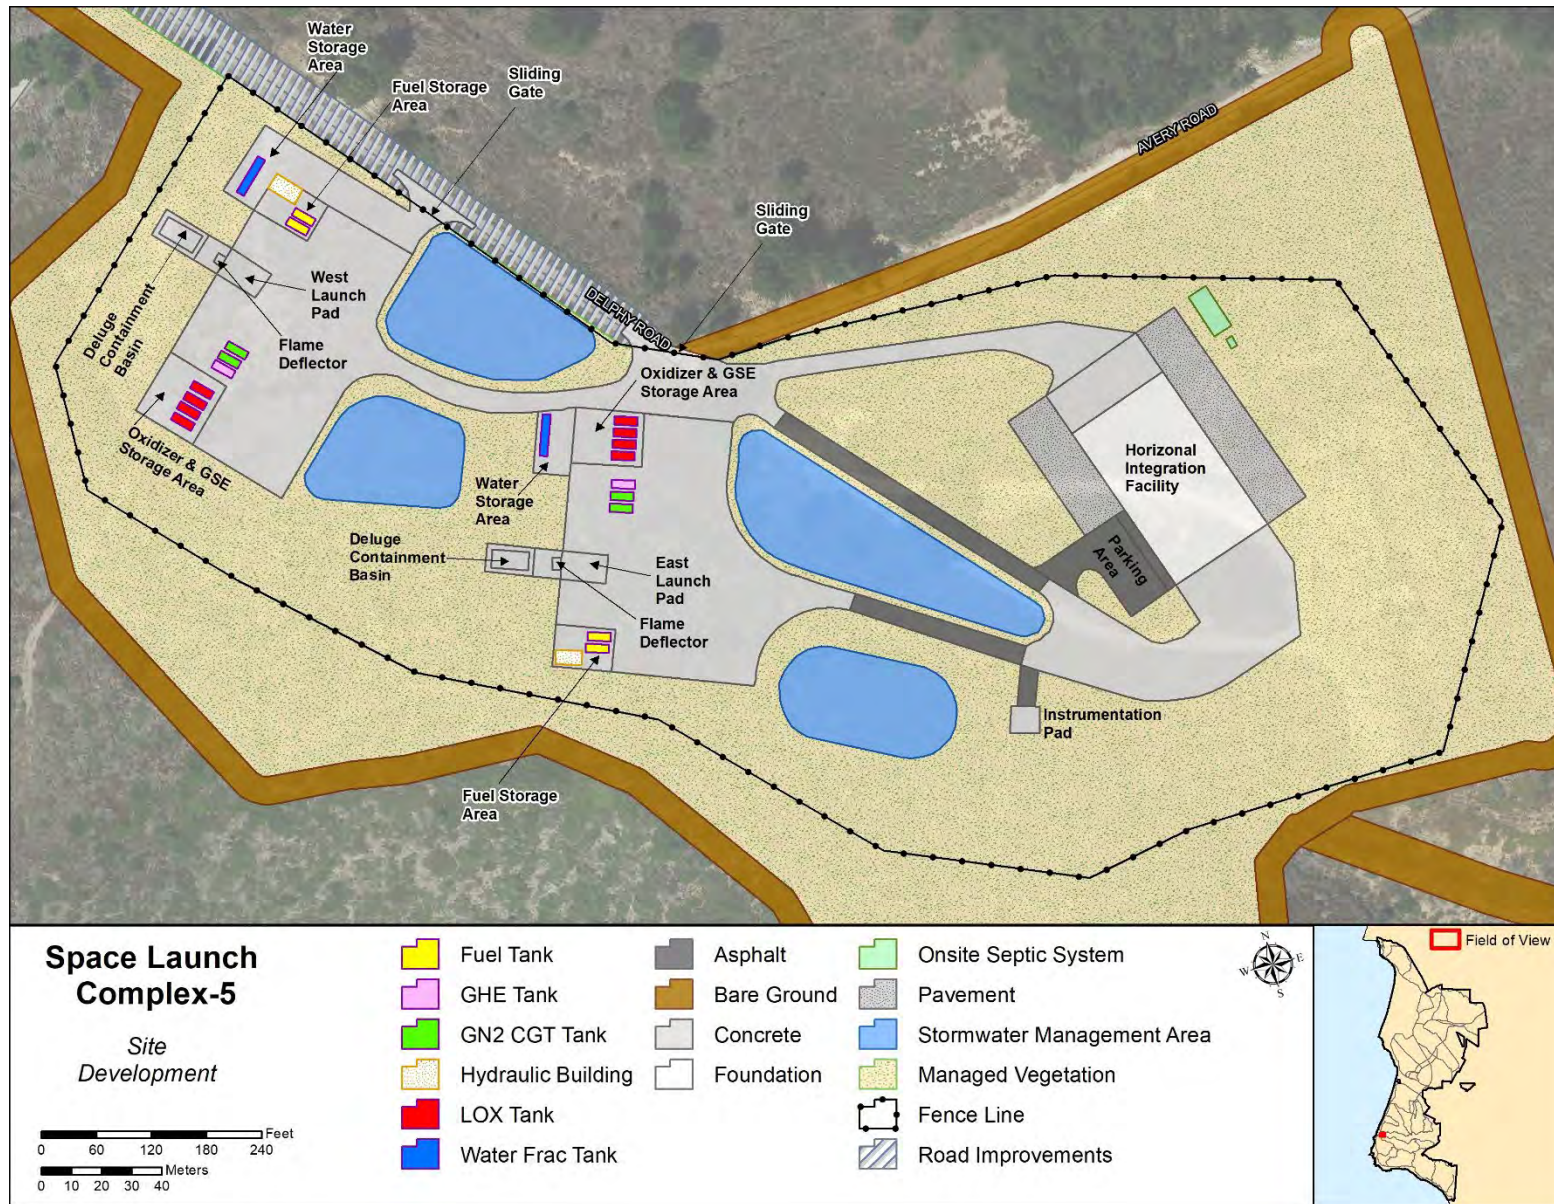 Water
Storage
Area
Fuel Storage
Area
Sliding
Gate
AVERY ROAD
Sliding
Gate
West
Launch
Pad
DELPHY ROAD
Deluge
Containment
Basin
Flame
Deflector
Oxidizer & GSE
Storage Area
Oxidizer & GSE
Storage Area
Horizonal
Integration
Facility
Water
Storage
Area
Parking
Area
Deluge
Containment
Basin
East
Launch
Pad
Flame
Deflector
Instrumentation
Pad
Fuel Storage
Area
Space Launch
Complex-5
Site
Development
Feet
0 60 120 180 240
Meters
0 10 20 30 40
Fuel Tank
GHE Tank
GN2 CGT Tank
Hydraulic Building
LOX Tank
Water Frac Tank
Asphalt
Bare Ground
Concrete
Foundation
Onsite Septic System
Pavement
Stormwater Management Area
Managed Vegetation
Fence Line
Road Improvements
N
W E
S
Field of View